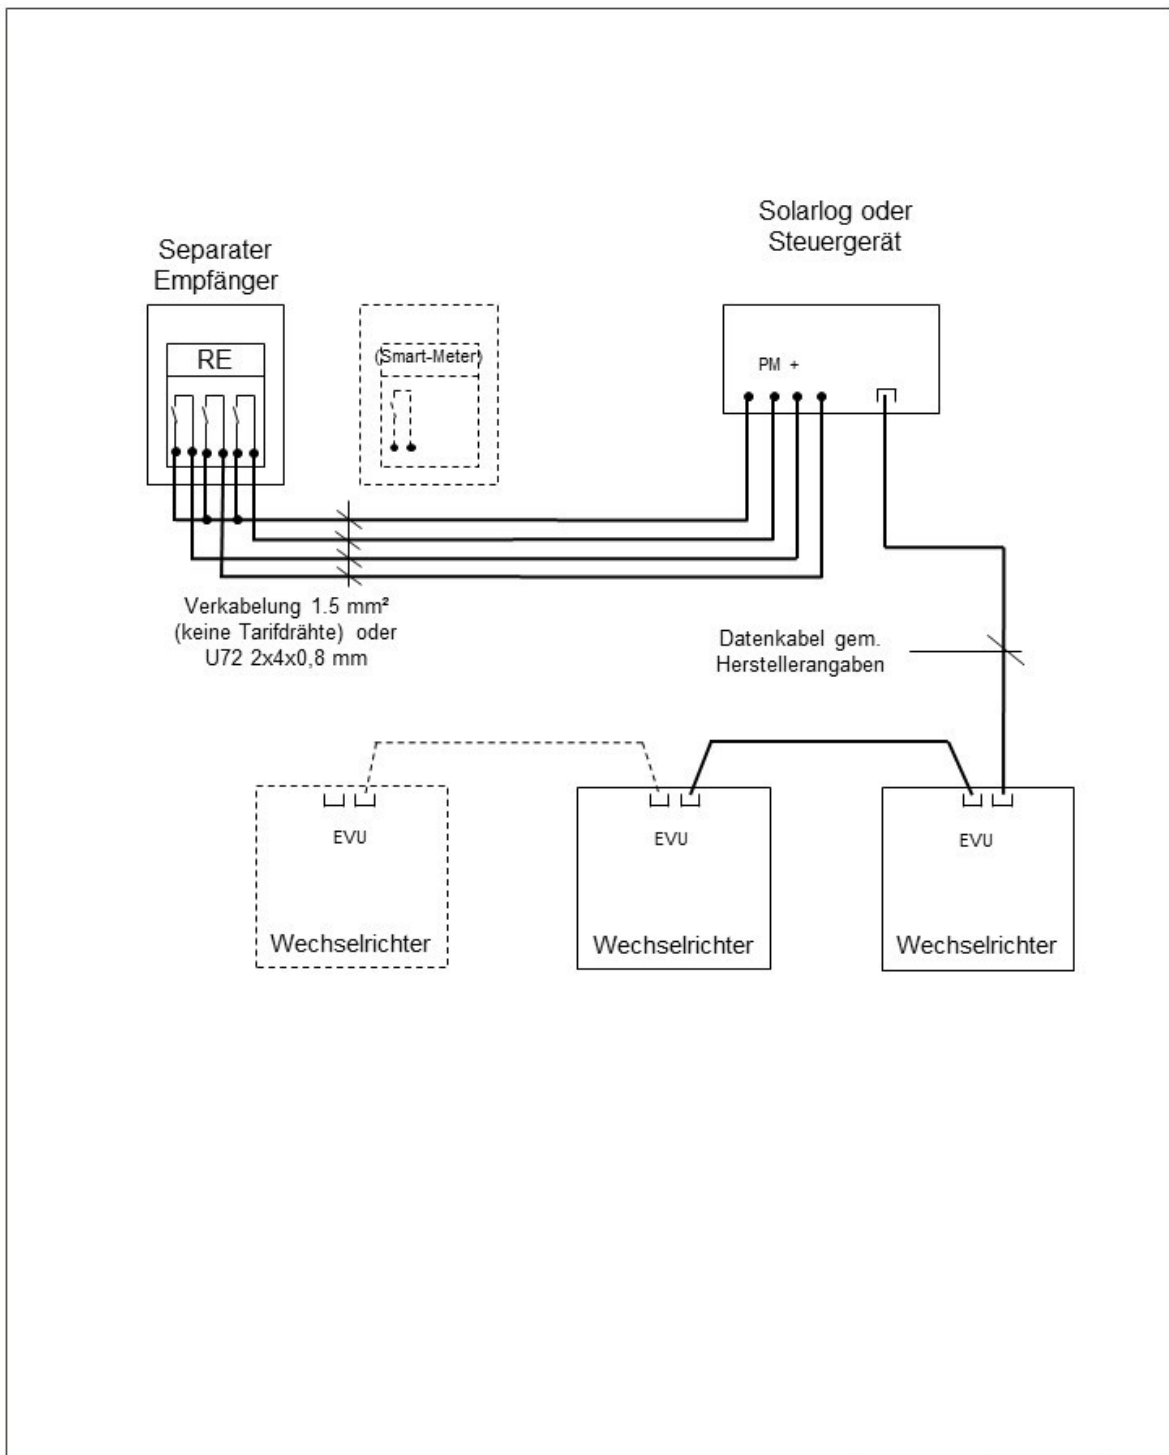 Solarlog oder
Steuergerät
Separater
Empfänger
RE
(Smart-Meter)
PM +
Verkabelung 1.5 mm²
(keine Tarifdrähte) oder
U72 2x4x0,8 mm
Datenkabel gem.
Herstellerangaben
EVU
Wechselrichter
EVU
Wechselrichter
EVU
Wechselrichter